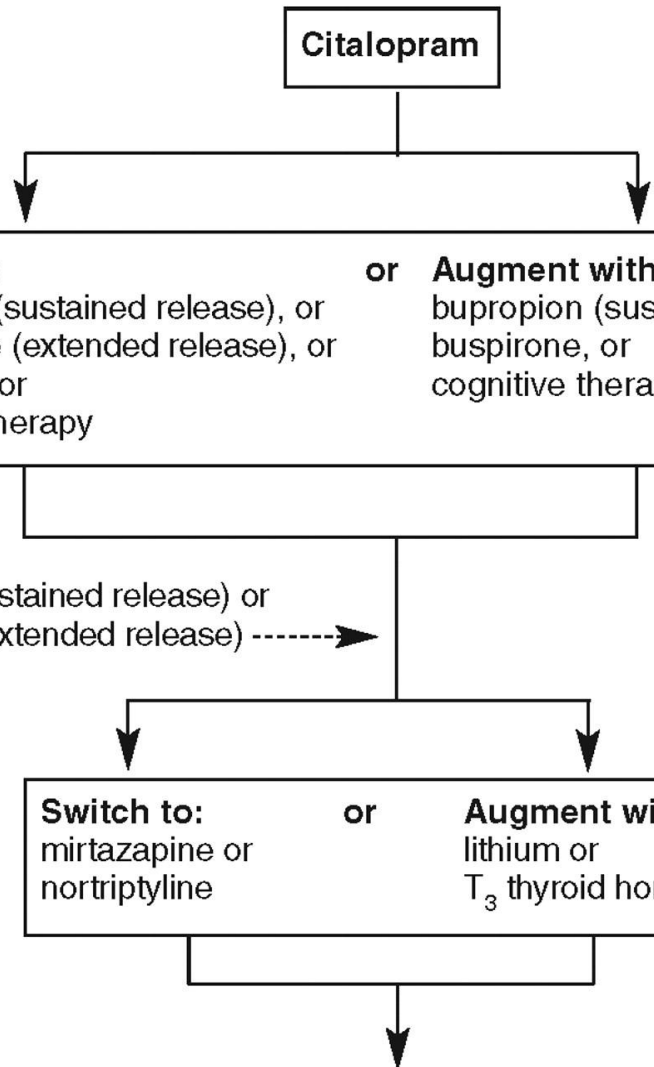 Citalopram
or Augment with
(sustained release), or bupropion (sus
(extended release), or buspirone, or
or cognitive thera
herapy
stained release) or
xtended release)
Switch to: or Augment wi
mirtazapine or lithium or
nortriptyline T₃ thyroid hor